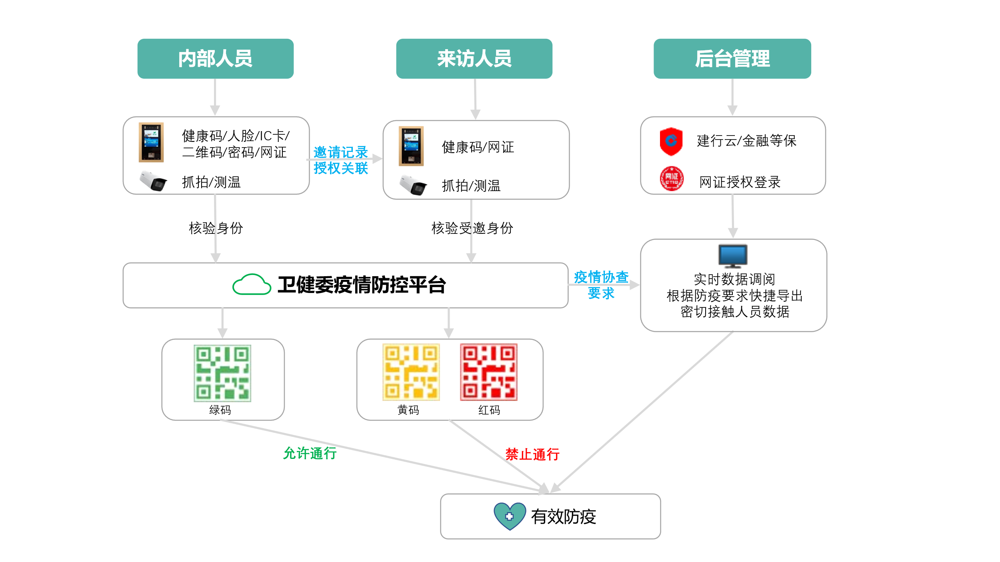 内部人员
来访人员
后台管理
健康码/人脸/IC卡/
二维码/密码/网证
抓拍/测温
邀请记录
授权关联
健康码/网证
抓拍/测温
建行云/金融等保
网证
CTID
网证授权登录
核验身份
核验受邀身份
卫健委疫情防控平台
疫情协查
要求
实时数据调阅
根据防疫要求快捷导出
密切接触人员数据
绿码
黄码
红码
允许通行
禁止通行
有效防疫